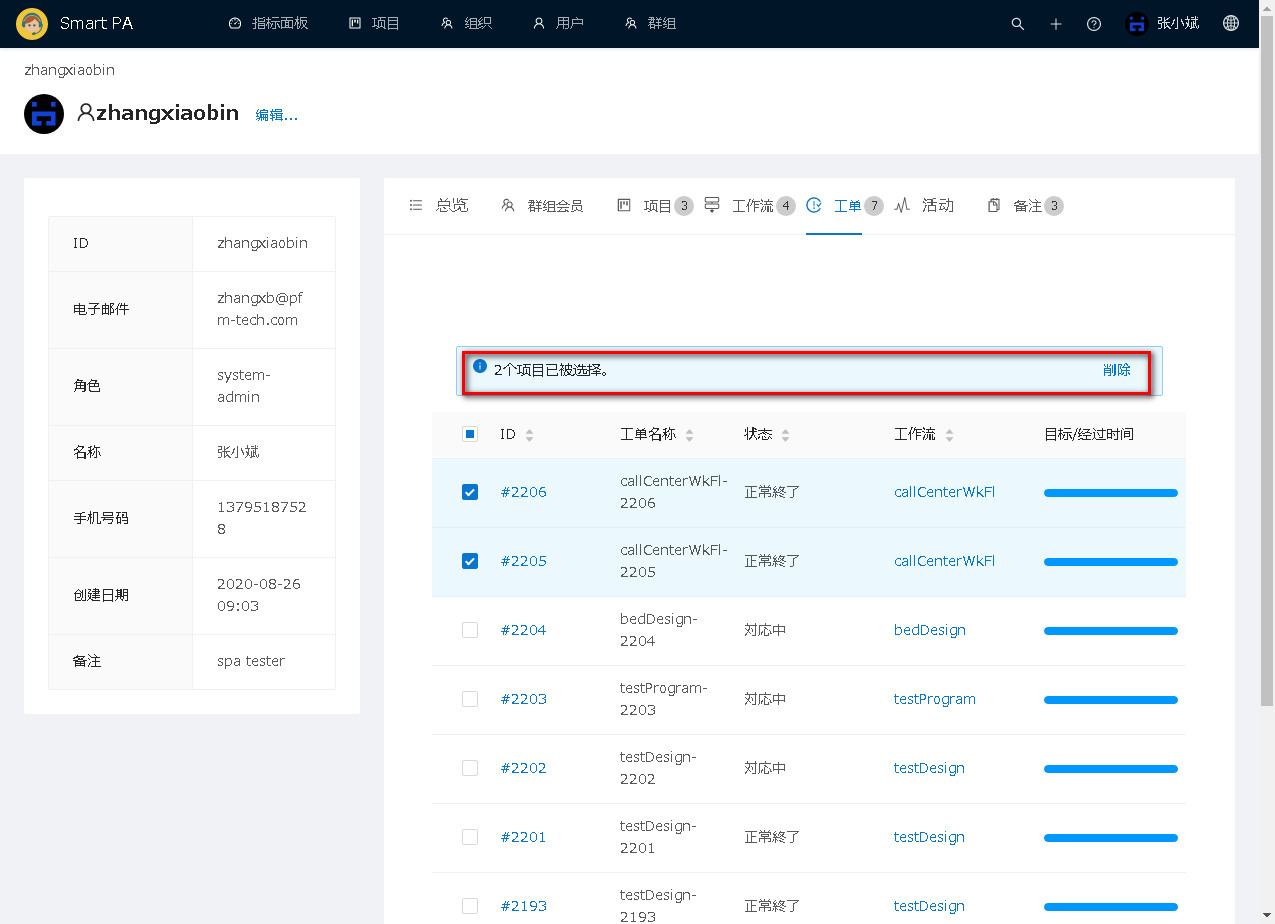 Smart PA 指标面板 项目 组织 用户 群组 张小斌
zhangxiaobin
zhangxiaobin 编辑...
ID zhangxiaobin
电子邮件 zhangxb@pf
m-tech.com
角色 system-
admin
名称 张小斌
手机号码 1379518752
8
创建日期 2020-08-26
09:03
备注 spa tester
总览 群组会员 项目 3 工作流 4 工单 7 活动 备注 3
2个项目已被选择。 削除
ID 工单名称 状态 工作流 目标/经过时间
#2206 callCenterWkFl-
2206 正常終了 callCenterWkFl
#2205 callCenterWkFl-
2205 正常終了 callCenterWkFl
#2204 bedDesign-
2204 対応中 bedDesign
#2203 testProgram-
2203 対応中 testProgram
#2202 testDesign-
2202 対応中 testDesign
#2201 testDesign-
2201 正常終了 testDesign
#2193 testDesign-
2193 正常終了 testDesign